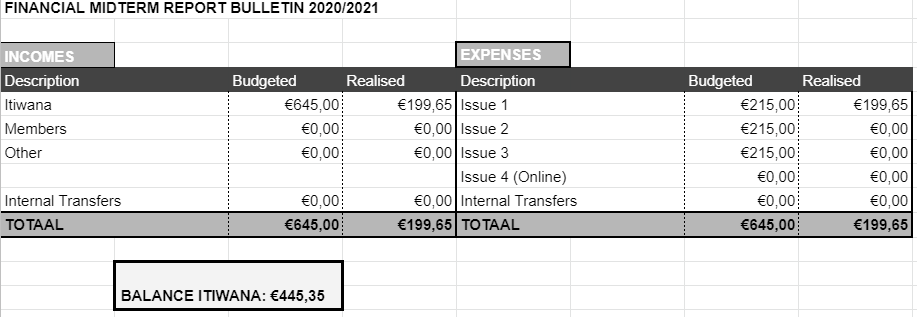 FINANCIAL MIDTERM REPORT BULLETIN 2020/2021
INCOMES EXPENSES
Description Budgeted Realised Description Budgeted Realised
Itiwana €645,00 €199,65 Issue 1 €215,00 €199,65
Members €0,00 €0,00 Issue 2 €215,00 €0,00
Other €0,00 €0,00 Issue 3 €215,00 €0,00
Issue 4 (Online) €0,00 €0,00
Internal Transfers €0,00 €0,00 Internal Transfers €0,00 €0,00
TOTAAL €645,00 €199,65 TOTAAL €645,00 €199,65
BALANCE ITIWANA: €445,35